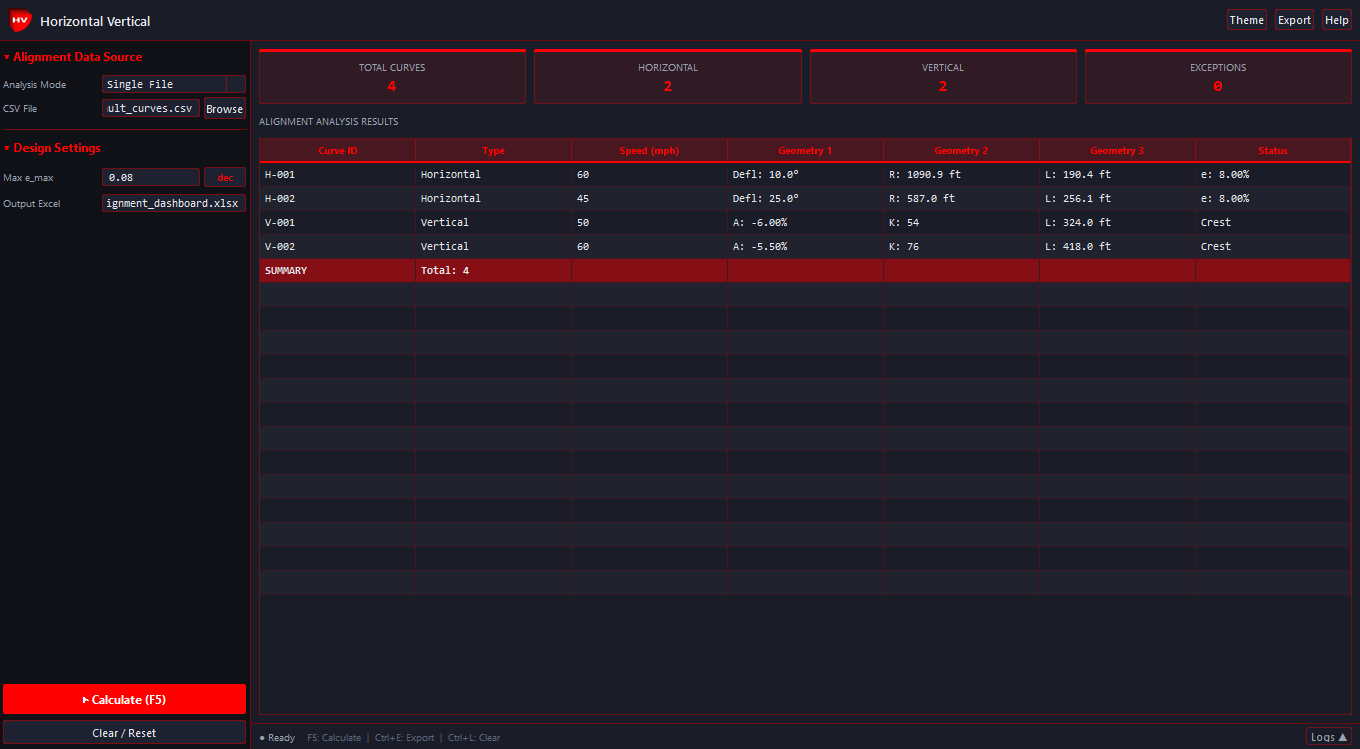 HV Horizontal Vertical Theme Export Help
▾ Alignment Data Source
Analysis Mode Single File
CSV File ult_curves.csv Browse
▾ Design Settings
Max e_max 0.08 dec
Output Excel ignment_dashboard.xlsx
Calculate (F5)
Clear / Reset
TOTAL CURVES
4
HORIZONTAL
2
VERTICAL
2
EXCEPTIONS
0
ALIGNMENT ANALYSIS RESULTS
Curve ID Type Speed (mph) Geometry 1 Geometry 2 Geometry 3 Status
H-001 Horizontal 60 Defl: 10.0° R: 1090.9 ft L: 190.4 ft e: 8.00%
H-002 Horizontal 45 Defl: 25.0° R: 587.0 ft L: 256.1 ft e: 8.00%
V-001 Vertical 50 A: -6.00% K: 54 L: 324.0 ft Crest
V-002 Vertical 60 A: -5.50% K: 76 L: 418.0 ft Crest
SUMMARY Total: 4
● Ready F5: Calculate | Ctrl+E: Export | Ctrl+L: Clear Logs ▲